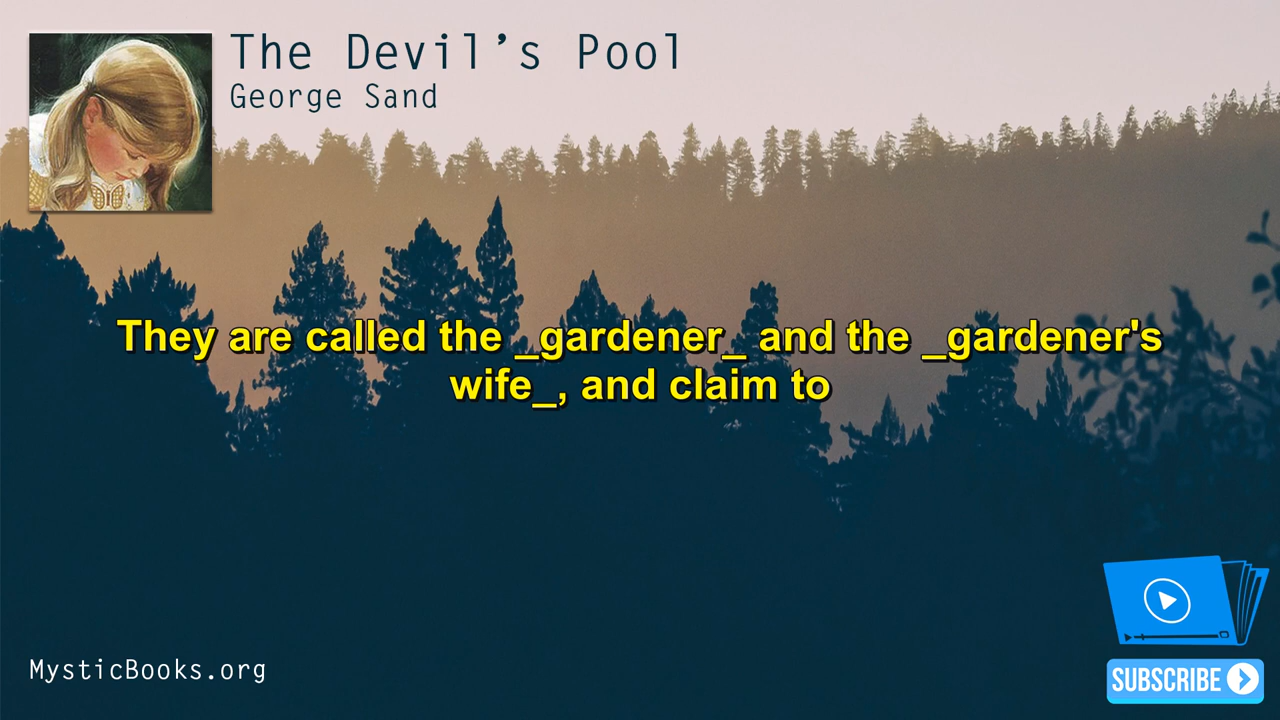 The Devil's Pool
George Sand
They are called the _gardener_ and the _gardener's
wife_, and claim to
MysticBooks.org
SUBSCRIBE